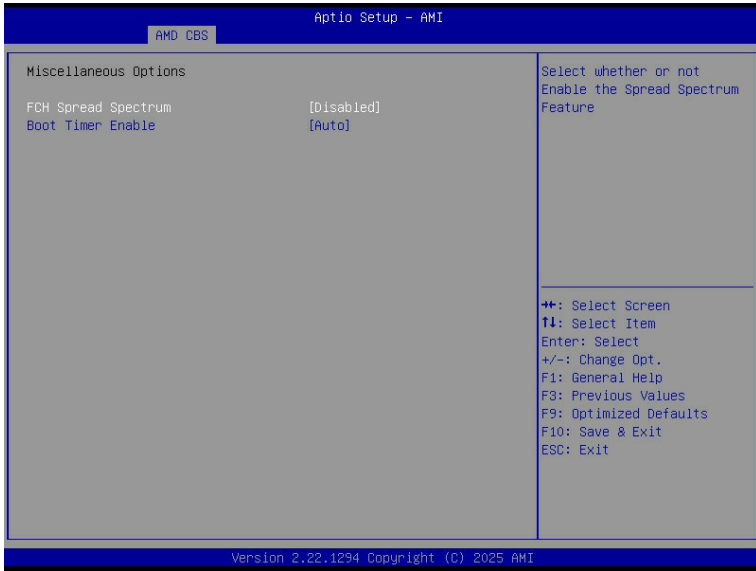 Aptio Setup – AMI
AMD CBS
Miscellaneous Options
FCH Spread Spectrum [Disabled]
Boot Timer Enable [Auto]
Select whether or not
Enable the Spread Spectrum
Feature
→←: Select Screen
↑↓: Select Item
Enter: Select
+/-: Change Opt.
F1: General Help
F3: Previous Values
F9: Optimized Defaults
F10: Save & Exit
ESC: Exit
Version 2.22.1294 Copyright (C) 2025 AMI